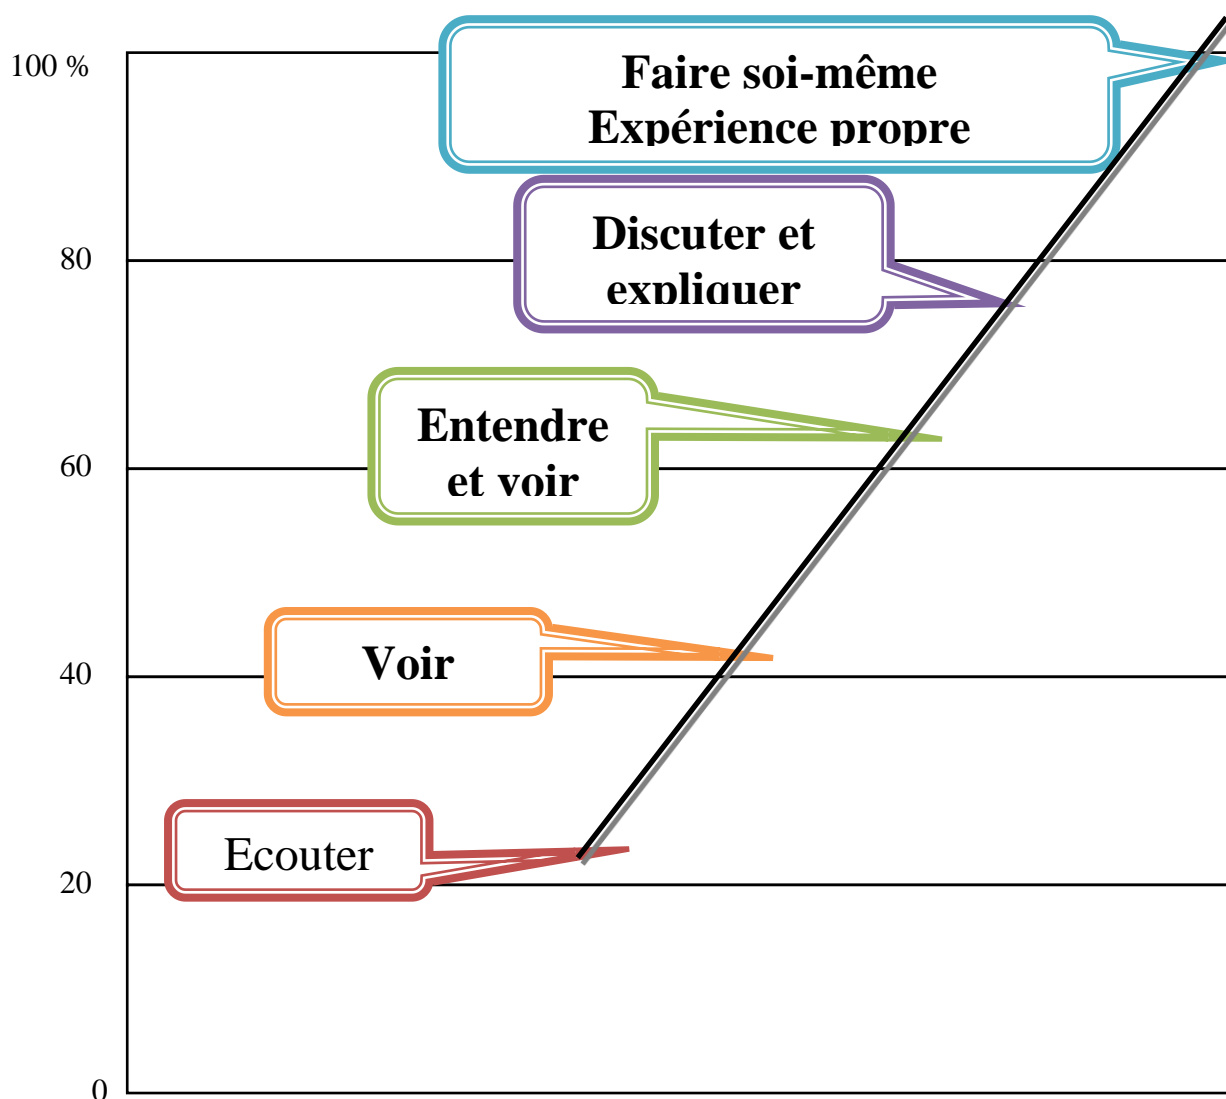 100 %
Faire soi-même
Expérience propre
80
Discuter et
expliquer
60
Entendre
et voir
40
Voir
20
Ecouter
0